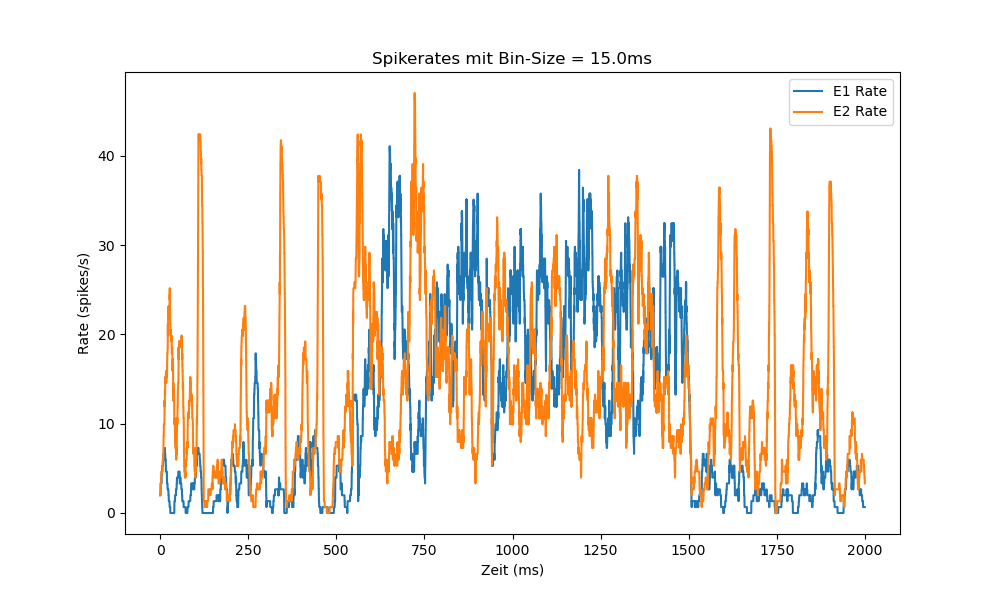 Spikerates mit Bin-Size = 15.0ms
E1 Rate
E2 Rate
Rate (spikes/s)
40
30
20
10
0
0 250 500 750 1000 1250 1500 1750 2000
Zeit (ms)